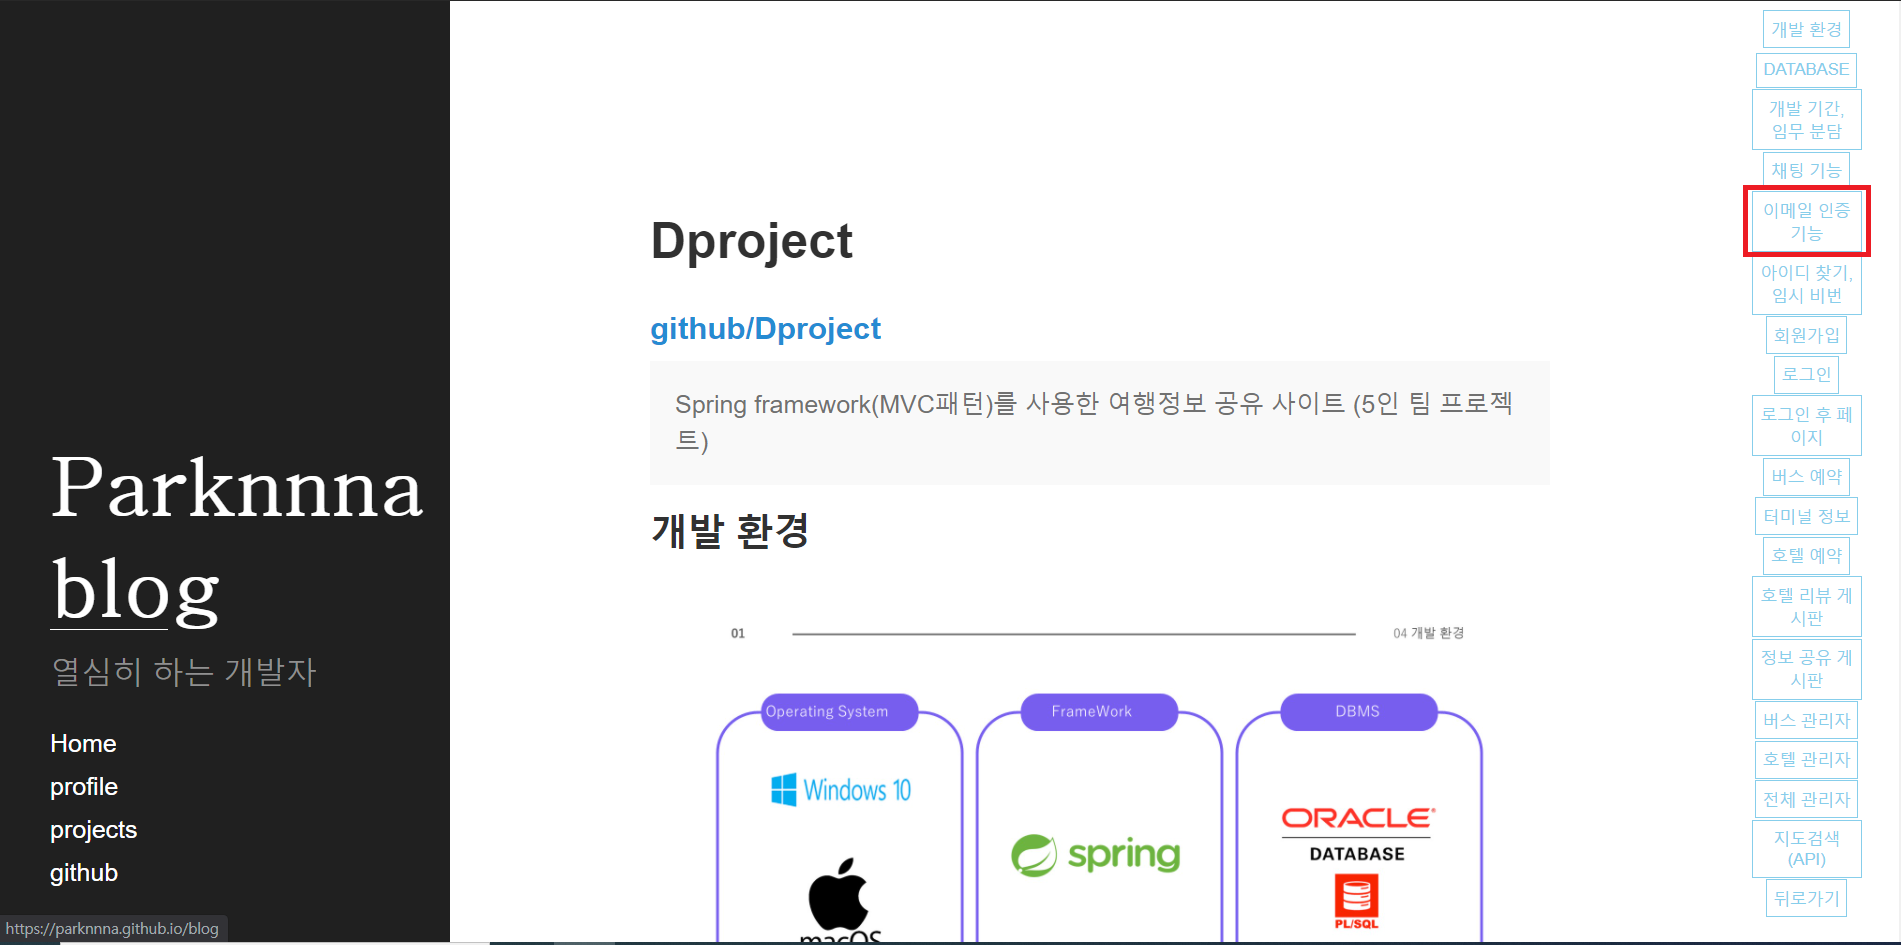 Parknnna
blog
열심히 하는 개발자
Home
profile
projects
github
https://parknnna.github.io/blog
Dproject
github/Dproject
Spring framework(MVC패턴)를 사용한 여행정보 공유 사이트 (5인 팀 프로젝
트)
개발 환경
01
04 개발 환경
Operating System
FrameWork
DBMS
Windows 10
macOS
spring
ORACLE
DATABASE
PL/SQL
개발 환경
DATABASE
개발 기간,
임무 분담
채팅 기능
이메일 인증
기능
아이디 찾기,
임시 비번
회원가입
로그인
로그인 후 페
이지
버스 예약
터미널 정보
호텔 예약
호텔 리뷰 게
시판
정보 공유 게
시판
버스 관리자
호텔 관리자
전체 관리자
지도검색
(API)
뒤로가기